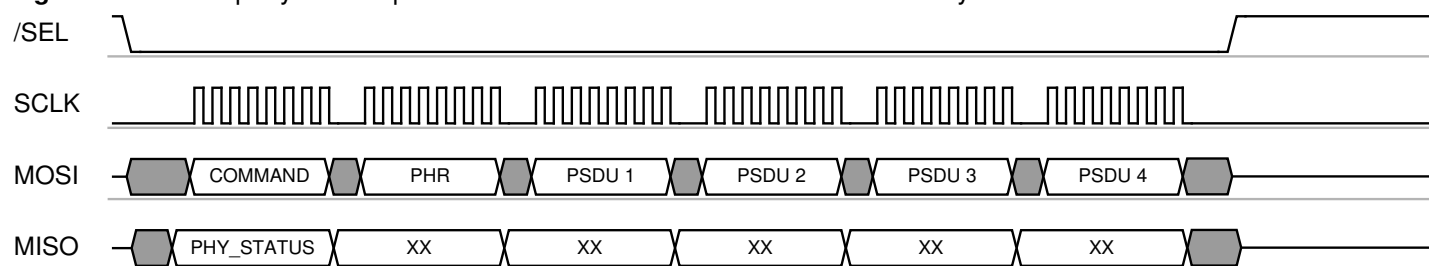 /SEL
SCLK
MOSI COMMAND PHR PSDU 1 PSDU 2 PSDU 3 PSDU 4
MISO PHY_STATUS XX XX XX XX XX